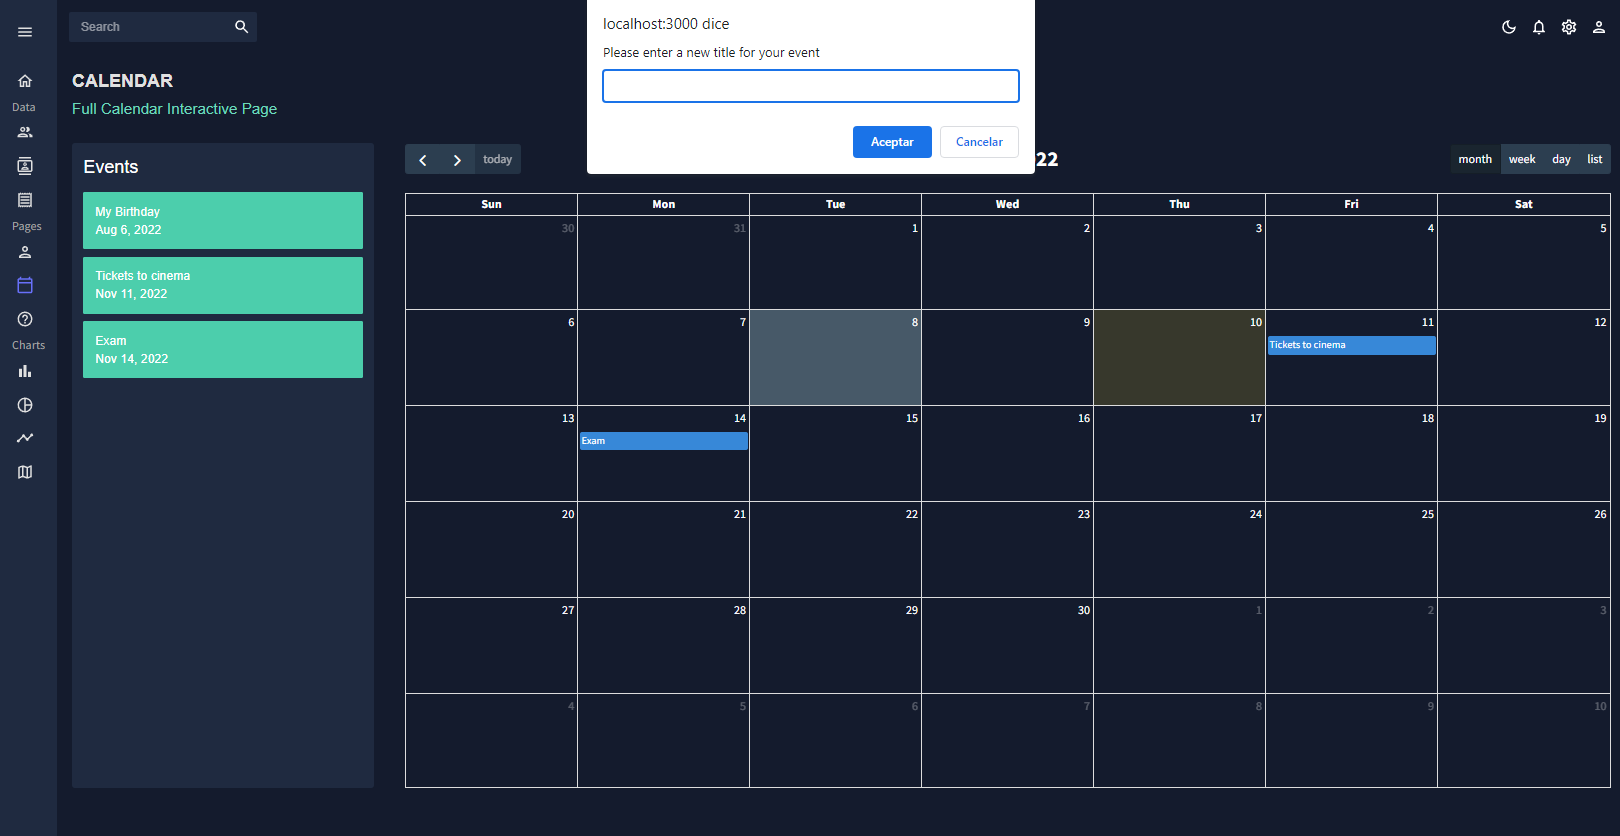 Search
localhost:3000 dice
Please enter a new title for your event
Aceptar
Cancelar
CALENDAR
Full Calendar Interactive Page
Data
Pages
Charts
Events
My Birthday
Aug 6, 2022
Tickets to cinema
Nov 11, 2022
Exam
Nov 14, 2022
today
22
month week day list
Sun Mon Tue Wed Thu Fri Sat
30 31 1 2 3 4 5
6 7 8 9 10 11 12
Tickets to cinema
13 14 15 16 17 18 19
Exam
20 21 22 23 24 25 26
27 28 29 30 1 2 3
4 5 6 7 8 9 10